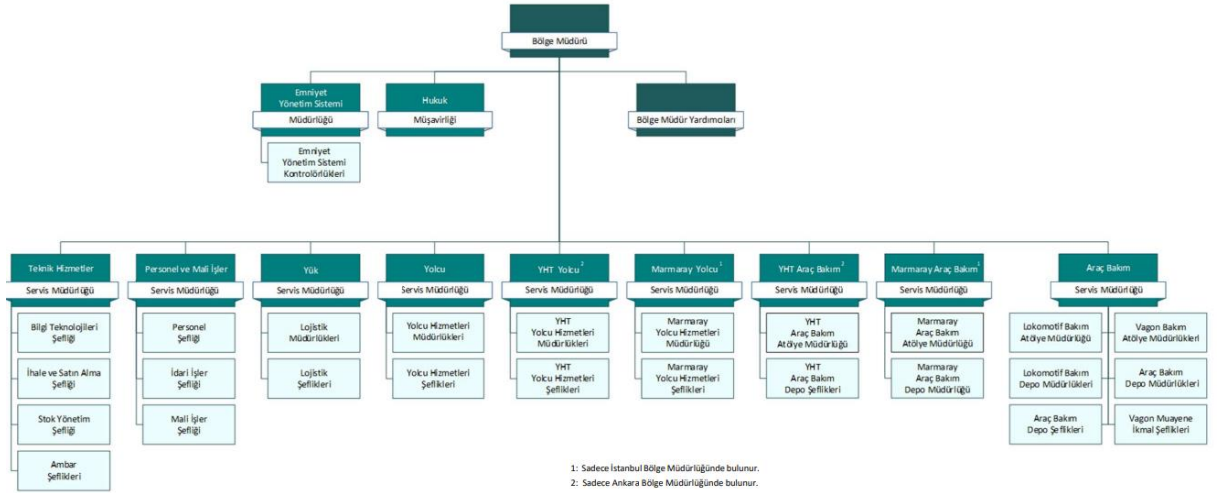 Bölge Müdürü
Emniyet
Yönetim Sistemi
Müdürlüğü
Hukuk
Müşavirliği
Bölge Müdür Yardımcıları
Emniyet
Yönetim Sistemi
Kontrolörlükleri
Teknik Hizmetler
Servis Müdürlüğü
Bilgi Teknolojileri
Şefliği
İhale ve Satın Alma
Şefliği
Stok Yönetim
Şefliği
Ambar
Şeflikleri
Personel ve Mali İşler
Servis Müdürlüğü
Personel
Şefliği
İdari İşler
Şefliği
Mali İşler
Şefliği
Yük
Servis Müdürlüğü
Lojistik
Müdürlükleri
Lojistik
Şeflikleri
Yolcu
Servis Müdürlüğü
Yolcu Hizmetleri
Müdürlükleri
Yolcu Hizmetleri
Şeflikleri
YHT Yolcu 2
Servis Müdürlüğü
YHT
Yolcu Hizmetleri
Müdürlükleri
YHT
Yolcu Hizmetleri
Şeflikleri
Marmaray Yolcu 1
Servis Müdürlüğü
Marmaray
Yolcu Hizmetleri
Müdürlüğü
Marmaray
Yolcu Hizmetleri
Şeflikleri
YHT Araç Bakım 2
Servis Müdürlüğü
YHT
Araç Bakım
Atölye Müdürlüğü
YHT
Araç Bakım
Depo Şeflikleri
Marmaray Araç Bakım 1
Servis Müdürlüğü
Marmaray
Araç Bakım
Atölye Müdürlüğü
Marmaray
Araç Bakım
Depo Müdürlüğü
Araç Bakım
Servis Müdürlüğü
Lokomotif Bakım
Atölye Müdürlüğü
Vagon Bakım
Atölye Müdürlükleri
Lokomotif Bakım
Depo Müdürlükleri
Araç Bakım
Depo Müdürlükleri
Araç Bakım
Depo Şeflikleri
Vagon Muayene
İkmal Şeflikleri
1: Sadece İstanbul Bölge Müdürlüğünde bulunur.
2: Sadece Ankara Bölge Müdürlüğünde bulunur.